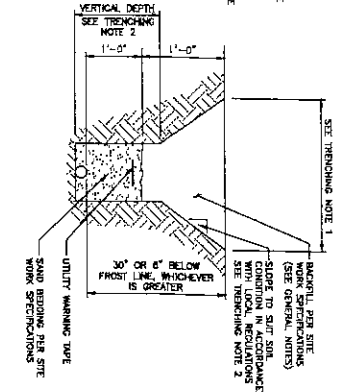 VERTICAL DEPTH
SEE TRENCHING
NOTE 2
1'-0"
1'-0"
SEE TRENCHING NOTE 1
BACKFILL PER SITE
WORK SPECIFICATIONS
(SEE GENERAL NOTES)
SLOPE TO SUIT SOIL
CONDITION IN ACCORDANCE
WITH LOCAL REGULATIONS
SEE TRENCHING NOTE 2
30" OR 6" BELOW
FROST LINE, WHICHEVER
IS GREATER
UTILITY WARNING TAPE
SAND BEDDING PER SITE
WORK SPECIFICATIONS